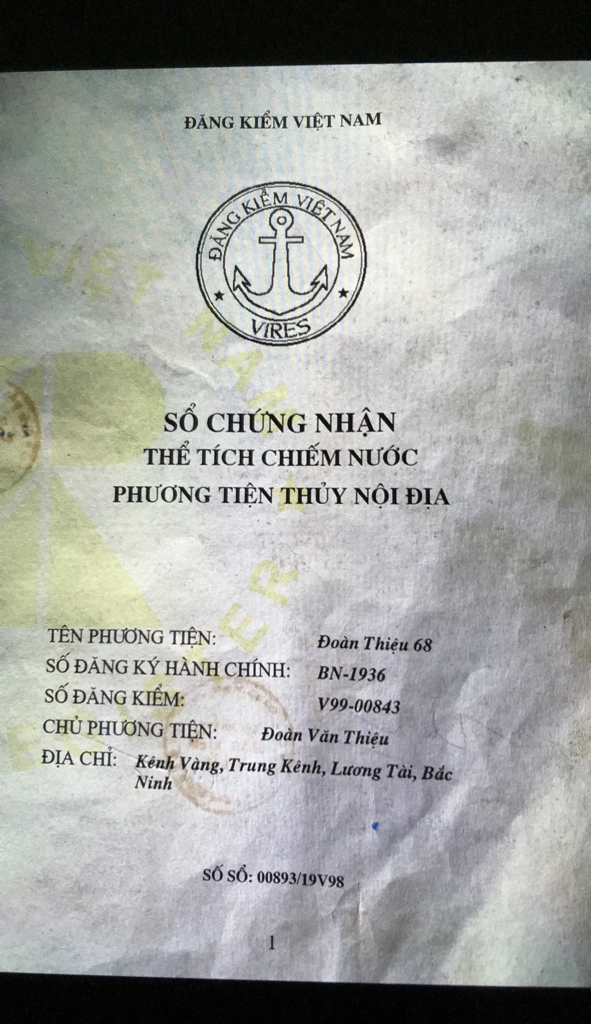 ĐĂNG KIỂM VIỆT NAM
ĐĂNG KIỂM VIỆT NAM
VIRES
VIỆT NAM
SỔ CHỨNG NHẬN
THỂ TÍCH CHIẾM NƯỚC
PHƯƠNG TIỆN THỦY NỘI ĐỊA
TÊN PHƯƠNG TIỆN: Đoàn Thiệu 68
SỐ ĐĂNG KÝ HÀNH CHÍNH: BN-1936
SỐ ĐĂNG KIỂM: V99-00843
CHỦ PHƯƠNG TIỆN: Đoàn Văn Thiệu
ĐỊA CHỈ: Kênh Vàng, Trung Kênh, Lương Tài, Bắc
Ninh
SỐ SỔ: 00893/19V98
1